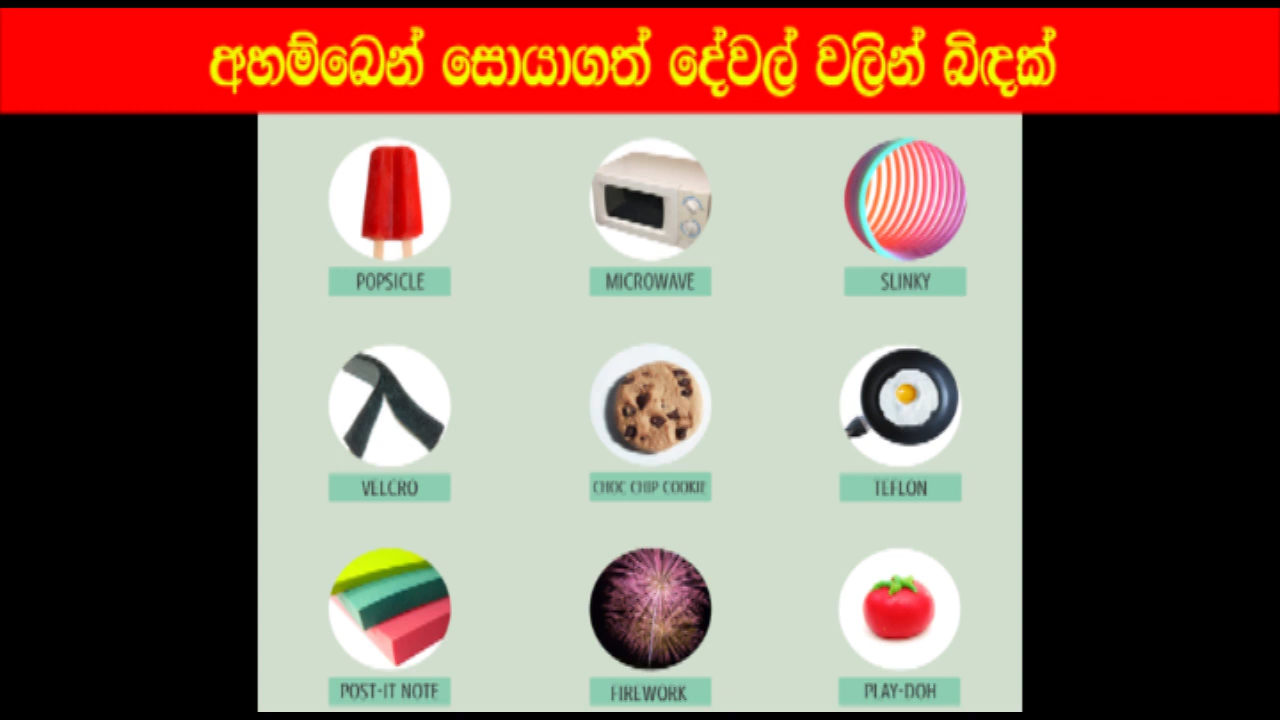 අහම්බෙන් සොයාගත් දේවල් වලින් බිඳක්
POPSICLE
MICROWAVE
SLINKY
VELCRO
CHOC CHIP COOKIE
TEFLON
POST-IT NOTE
FIREWORK
PLAY-DOH